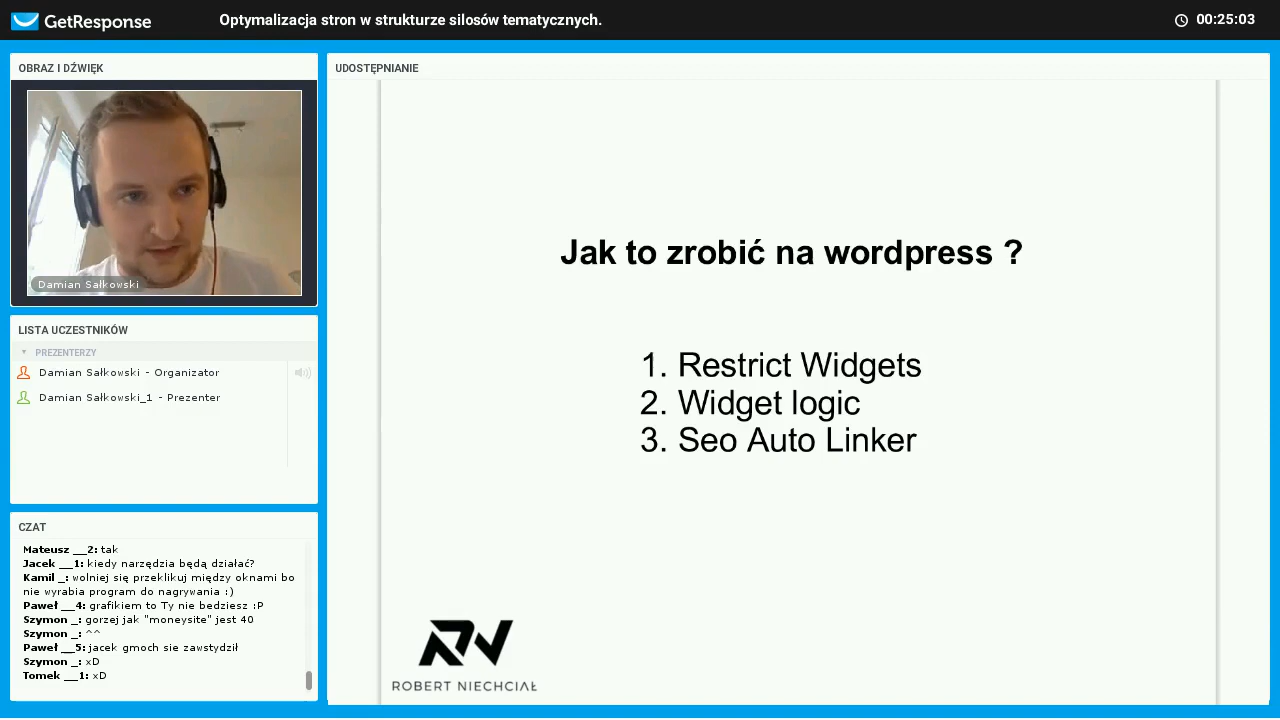 GetResponse
Optymalizacja stron w strukturze silosów tematycznych.
00:25:03
OBRAZ I DŹWIĘK
Damian Sałkowski
LISTA UCZESTNIKÓW
PREZENTERZY
Damian Sałkowski - Organizator
Damian Sałkowski_1 - Prezenter
CZAT
Mateusz __2: tak
Jacek __1: kiedy narzędzia będą działać?
Kamil _: wolniej się przeklikuj między oknami bo
nie wyrabia program do nagrywania :)
Paweł __4: grafikiem to Ty nie bedziesz :P
Szymon _: gorzej jak "moneysite" jest 40
Szymon _: ^^
Paweł __5: jacek gmoch sie zawstydził
Szymon _: xD
Tomek __1: xD
UDOSTĘPNIANIE
Jak to zrobić na wordpress ?
1. Restrict Widgets
2. Widget logic
3. Seo Auto Linker
RN
ROBERT NIECHCIAŁ